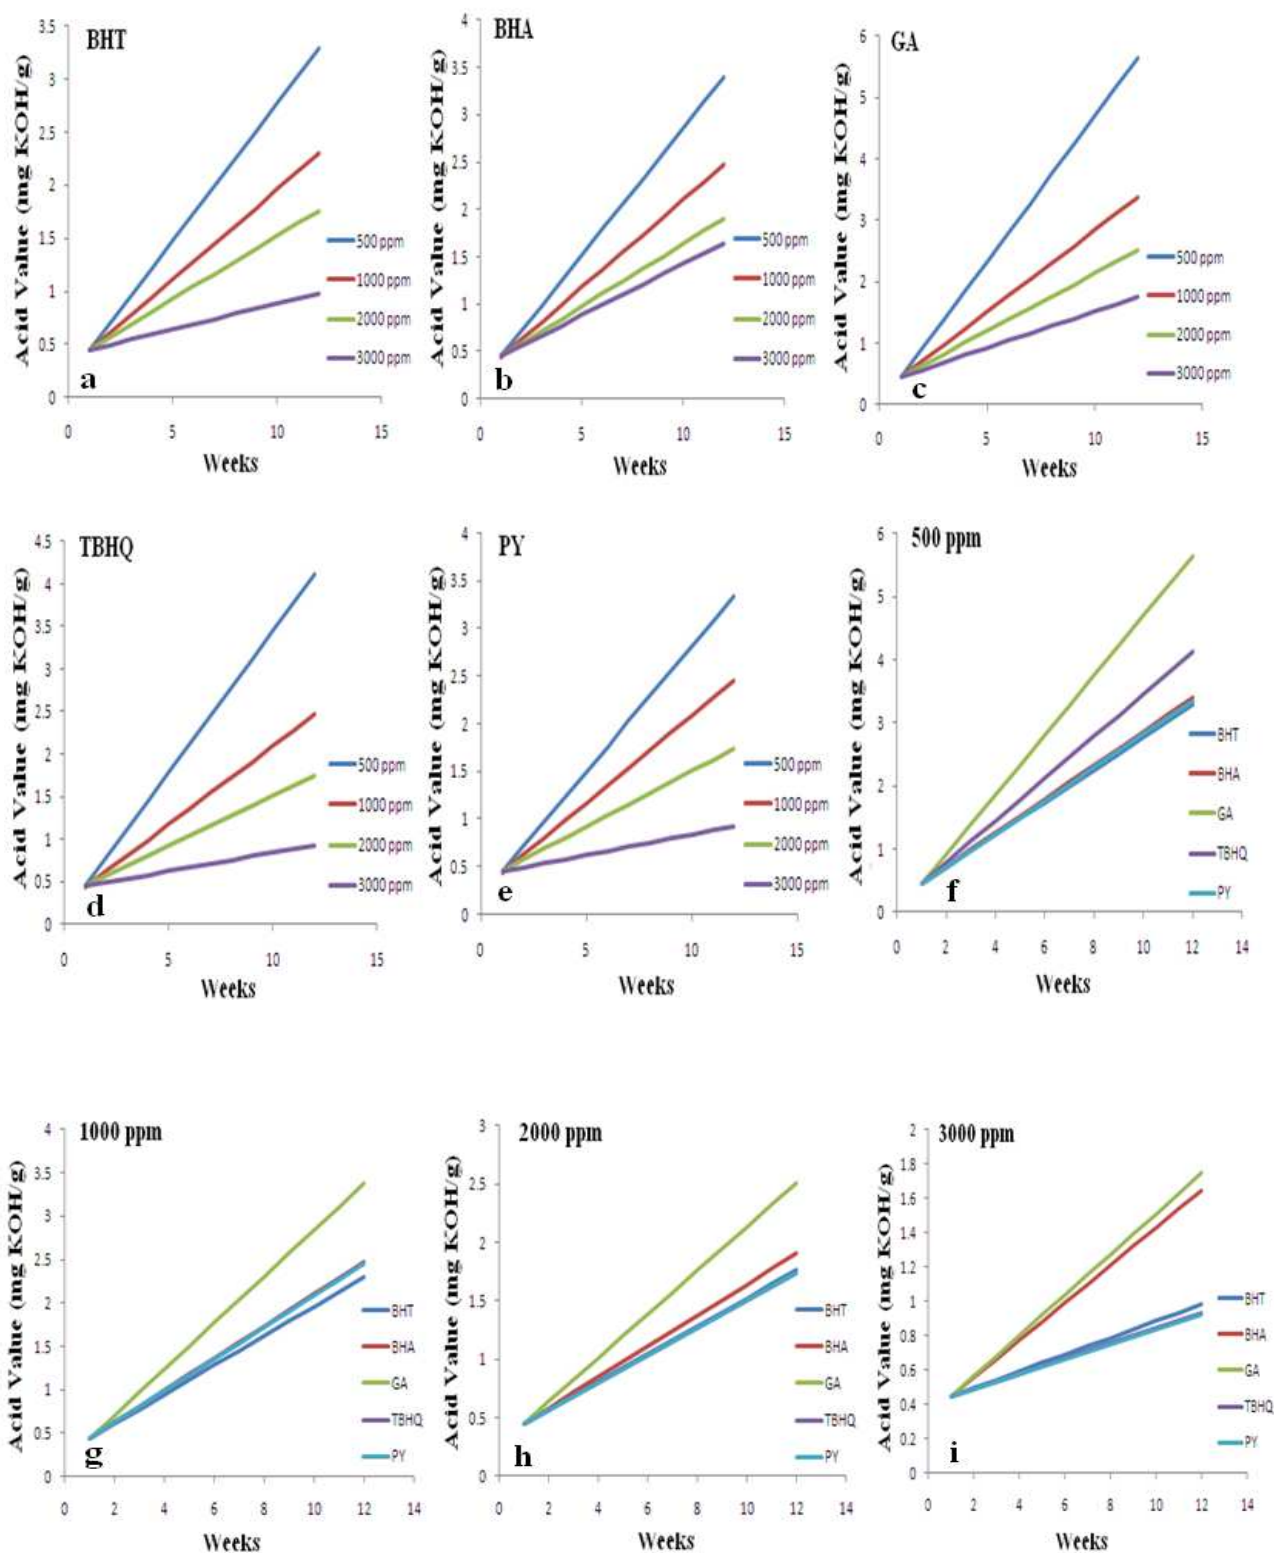 BHT
Acid Value (mg KOH/g)
3.5
3
2.5
2
1.5
1
0.5
0
500 ppm
1000 ppm
2000 ppm
3000 ppm
a
0 5 10 15
Weeks
BHA
Acid Value (mg KOH/g)
4
3.5
3
2.5
2
1.5
1
0.5
0
500 ppm
1000 ppm
2000 ppm
3000 ppm
b
0 5 10 15
Weeks
GA
Acid Value (mg KOH/g)
6
5
4
3
2
1
0
500 ppm
1000 ppm
2000 ppm
3000 ppm
c
0 5 10 15
Weeks
TBHQ
Acid Value (mg KOH/g)
4.5
4
3.5
3
2.5
2
1.5
1
0.5
0
500 ppm
1000 ppm
2000 ppm
3000 ppm
d
0 5 10 15
Weeks
PY
Acid Value (mg KOH/g)
4
3.5
3
2.5
2
1.5
1
0.5
0
500 ppm
1000 ppm
2000 ppm
3000 ppm
e
0 5 10 15
Weeks
500 ppm
Acid Value (mg KOH/g)
6
5
4
3
2
1
0
BHT
BHA
GA
TBHQ
PY
f
0 2 4 6 8 10 12 14
Weeks
1000 ppm
Acid Value (mg KOH/g)
4
3.5
3
2.5
2
1.5
1
0.5
0
BHT
BHA
GA
TBHQ
PY
g
0 2 4 6 8 10 12 14
Weeks
2000 ppm
Acid Value (mg KOH/g)
3
2.5
2
1.5
1
0.5
0
BHT
BHA
GA
TBHQ
PY
h
0 2 4 6 8 10 12 14
Weeks
3000 ppm
Acid Value (mg KOH/g)
2
1.8
1.6
1.4
1.2
1
0.8
0.6
0.4
0.2
0
BHT
BHA
GA
TBHQ
PY
i
0 2 4 6 8 10 12 14
Weeks